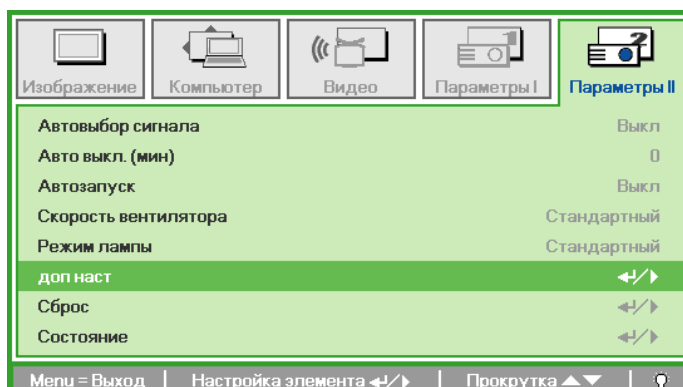 Изображение
Компьютер
Видео
Параметры I
Параметры II
Автовыбор сигнала Выкл
Авто выкл. (мин) 0
Автозапуск Выкл
Скорость вентилятора Стандартный
Режим лампы Стандартный
доп наст ↵/▶
Сброс ↵/▶
Состояние ↵/▶
Menu = Выход | Настройка элемента ↵/▶ | Прокрутка ▲▼ |